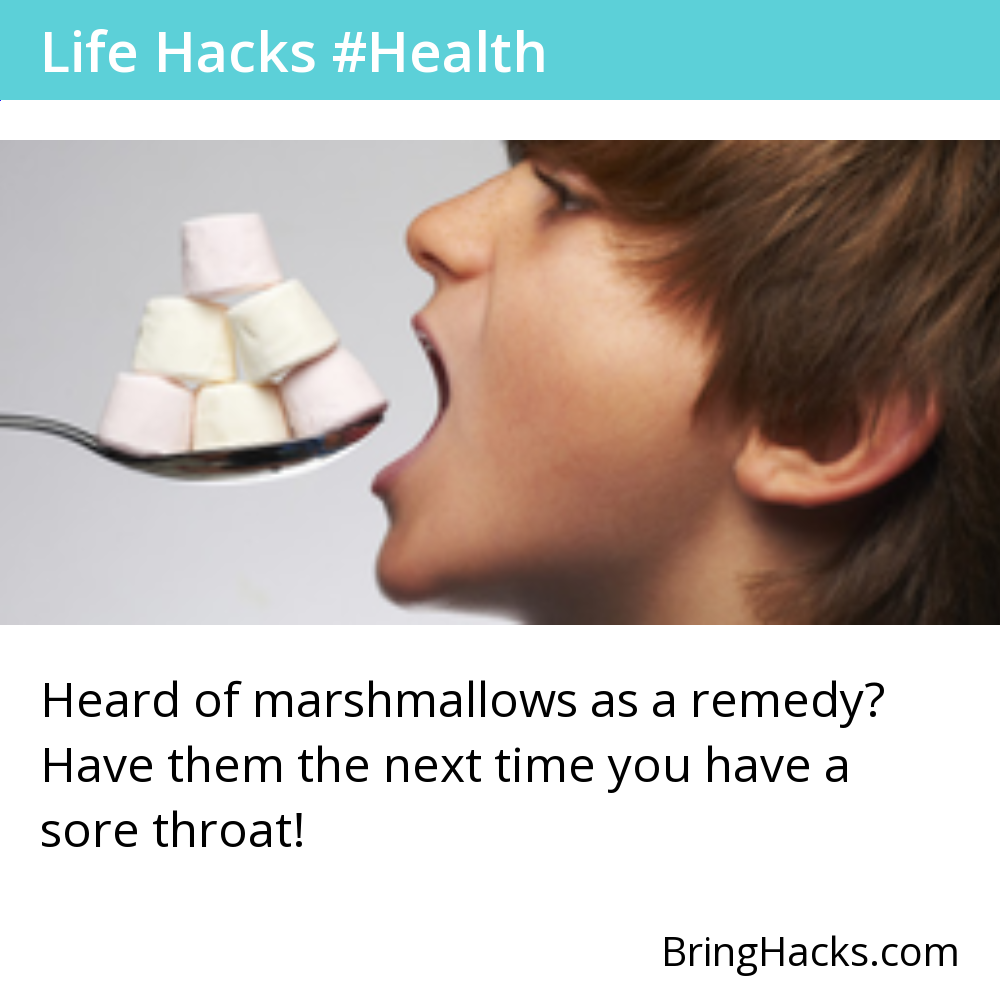 Life Hacks #Health
Heard of marshmallows as a remedy?
Have them the next time you have a
sore throat!
BringHacks.com